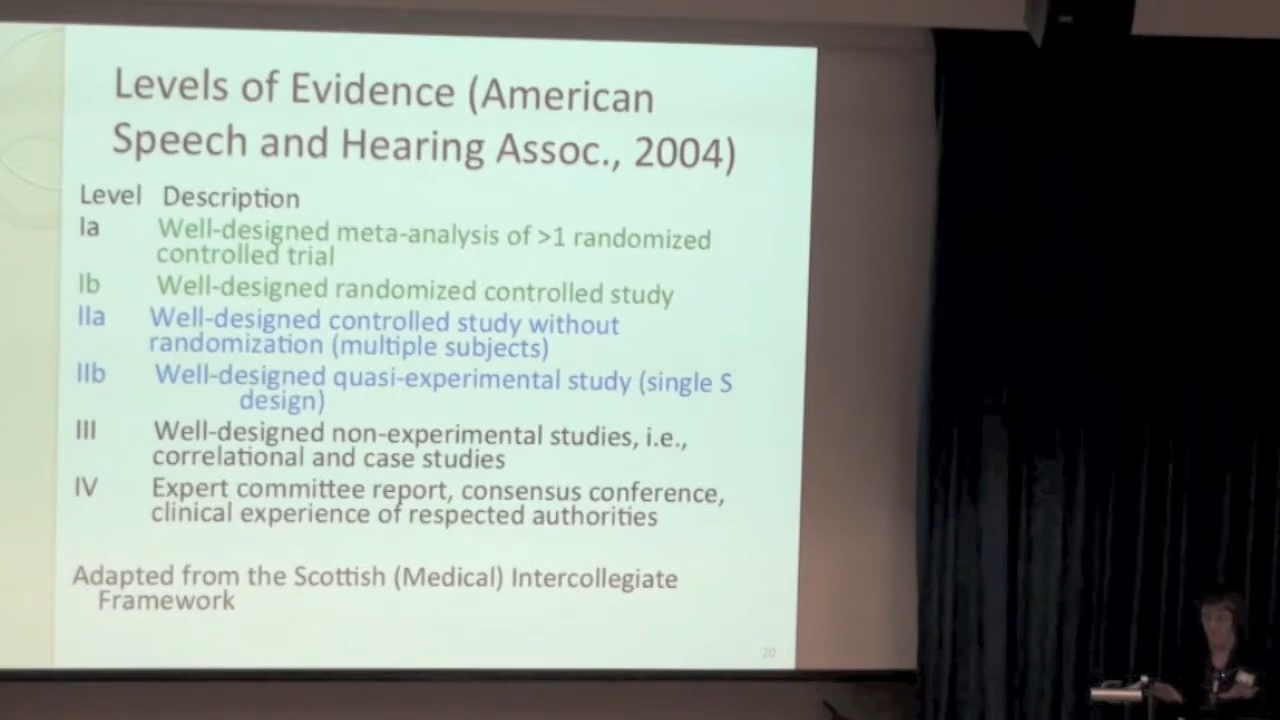 Levels of Evidence (American
Speech and Hearing Assoc., 2004)
Level Description
Ia Well-designed meta-analysis of >1 randomized
controlled trial
Ib Well-designed randomized controlled study
IIa Well-designed controlled study without
randomization (multiple subjects)
IIb Well-designed quasi-experimental study (single S
design)
III Well-designed non-experimental studies, i.e.,
correlational and case studies
IV Expert committee report, consensus conference,
clinical experience of respected authorities
Adapted from the Scottish (Medical) Intercollegiate
Framework
20